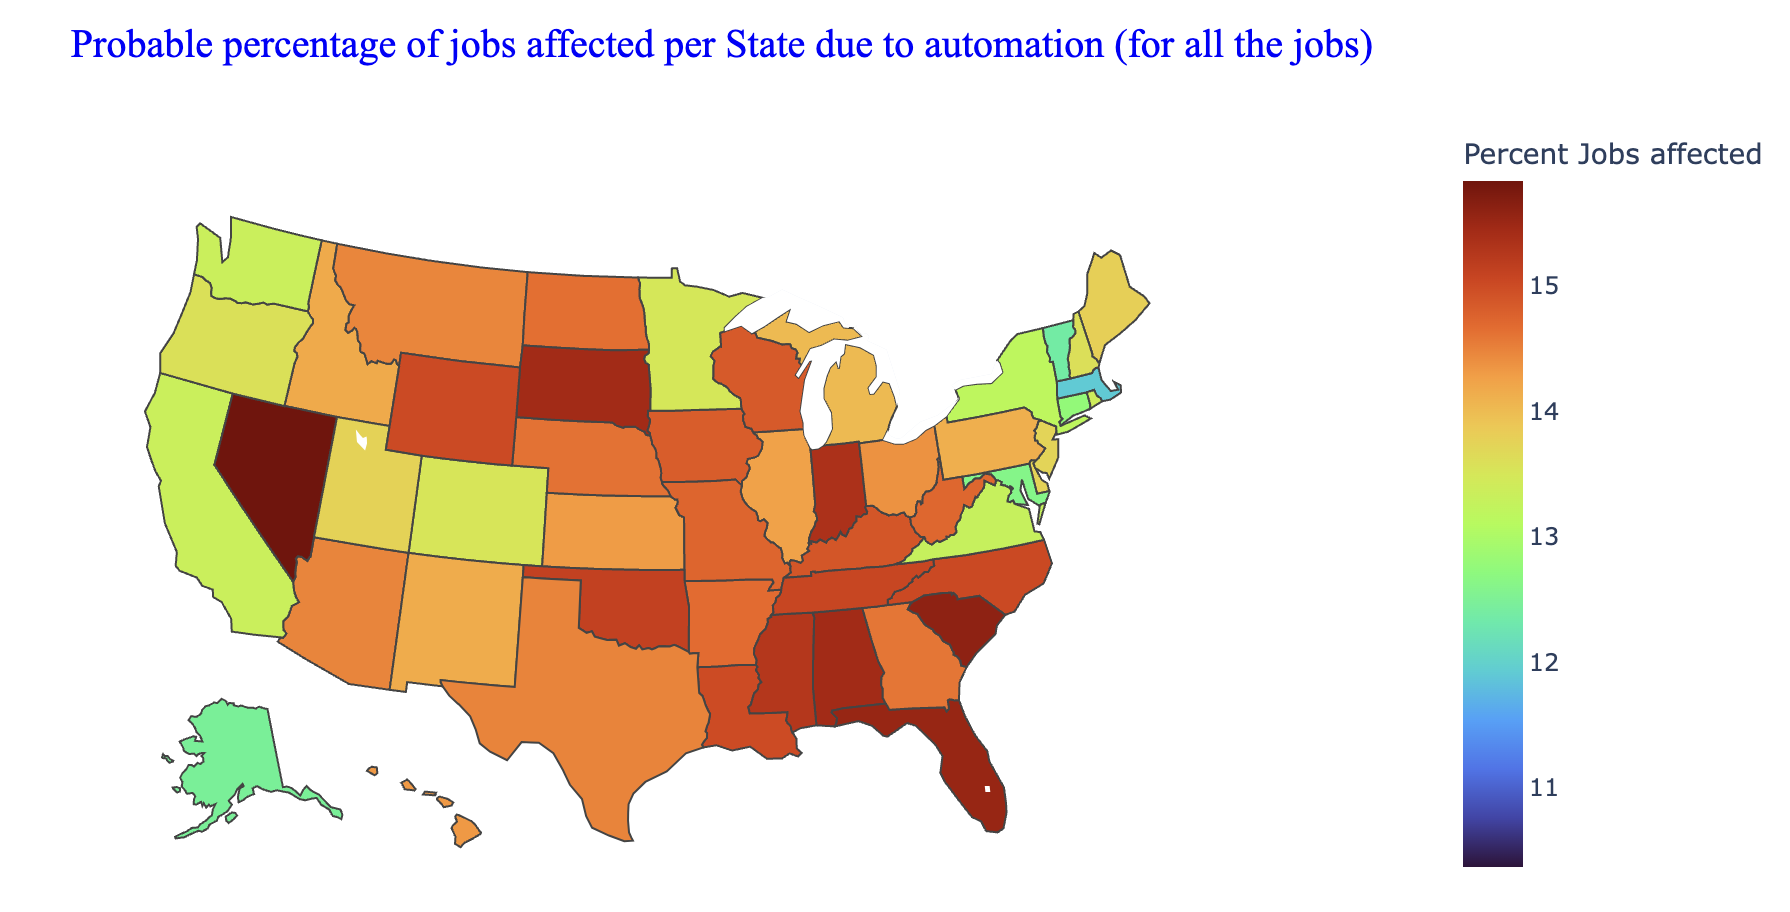 Probable percentage of jobs affected per State due to automation (for all the jobs)
Percent Jobs affected
15
14
13
12
11